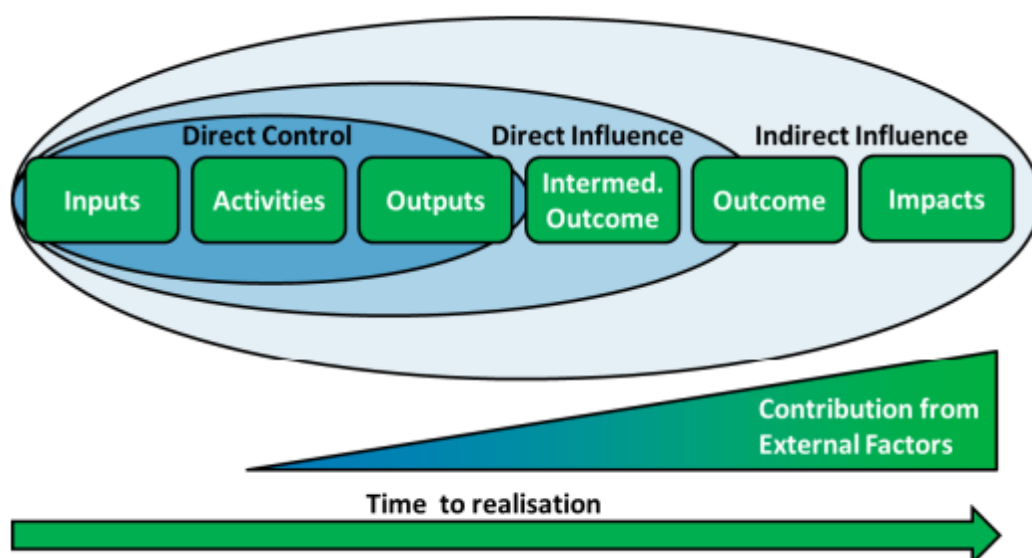 Direct Control
Direct Influence
Indirect Influence
Inputs
Activities
Outputs
Intermed.
Outcome
Outcome
Impacts
Contribution from
External Factors
Time to realisation